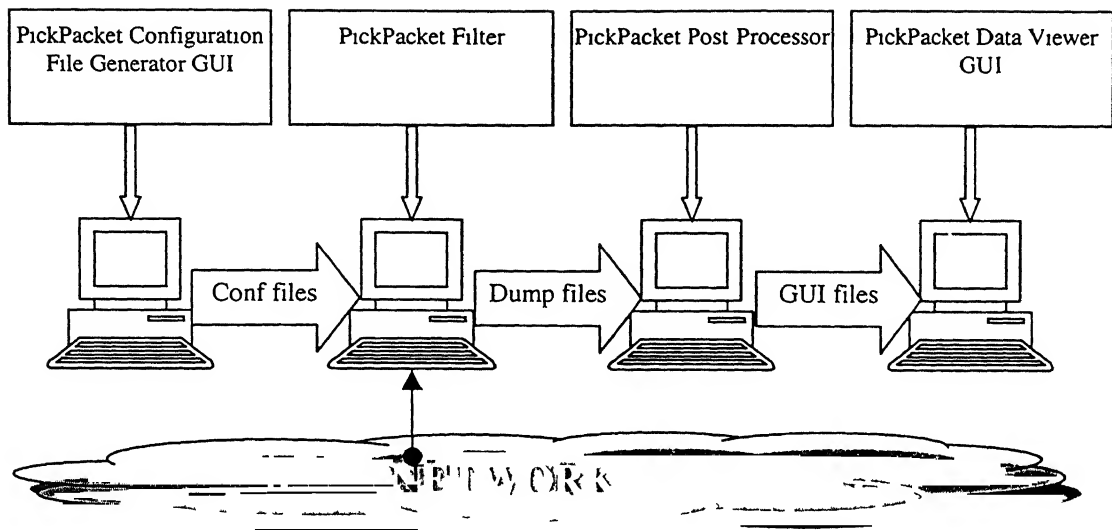 PickPacket Configuration
File Generator GUI
PickPacket Filter
PickPacket Post Processor
PickPacket Data Viewer
GUI
Conf files
Dump files
GUI files
NETWORK